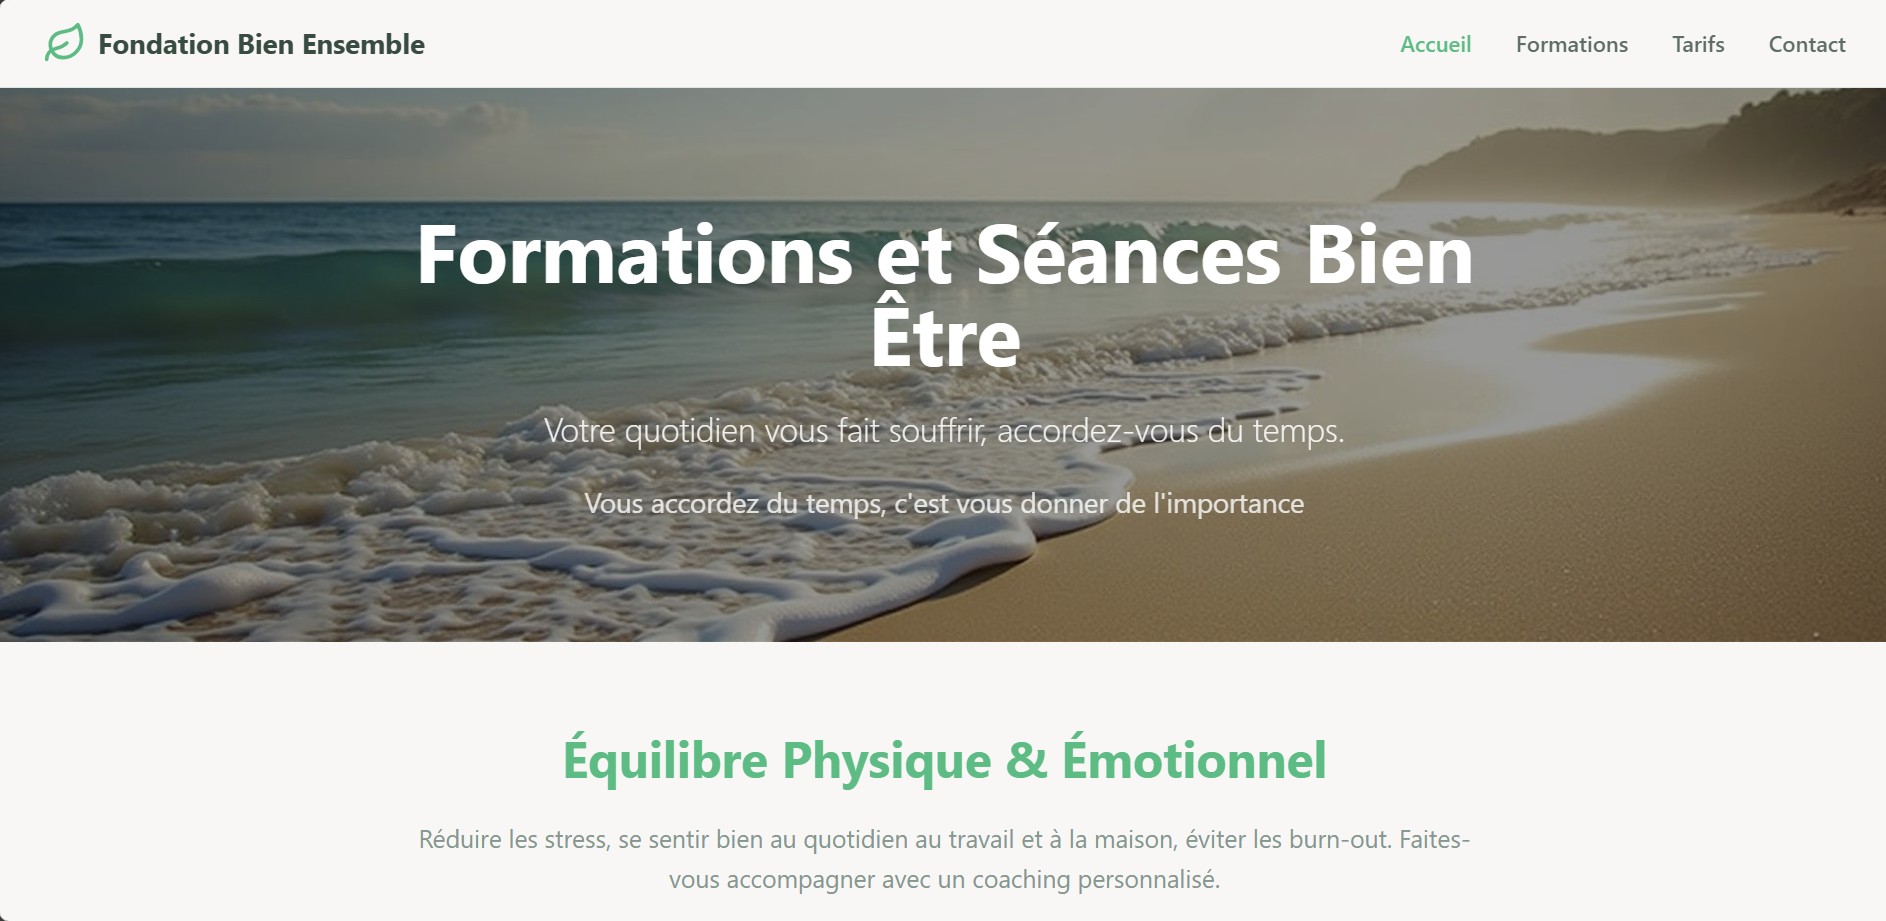 Fondation Bien Ensemble
Accueil Formations Tarifs Contact
Formations et Séances Bien
Être
Votre quotidien vous fait souffrir, accordez-vous du temps.
Vous accordez du temps, c'est vous donner de l'importance
Équilibre Physique & Émotionnel
Réduire les stress, se sentir bien au quotidien au travail et à la maison, éviter les burn-out. Faites-
vous accompagner avec un coaching personnalisé.